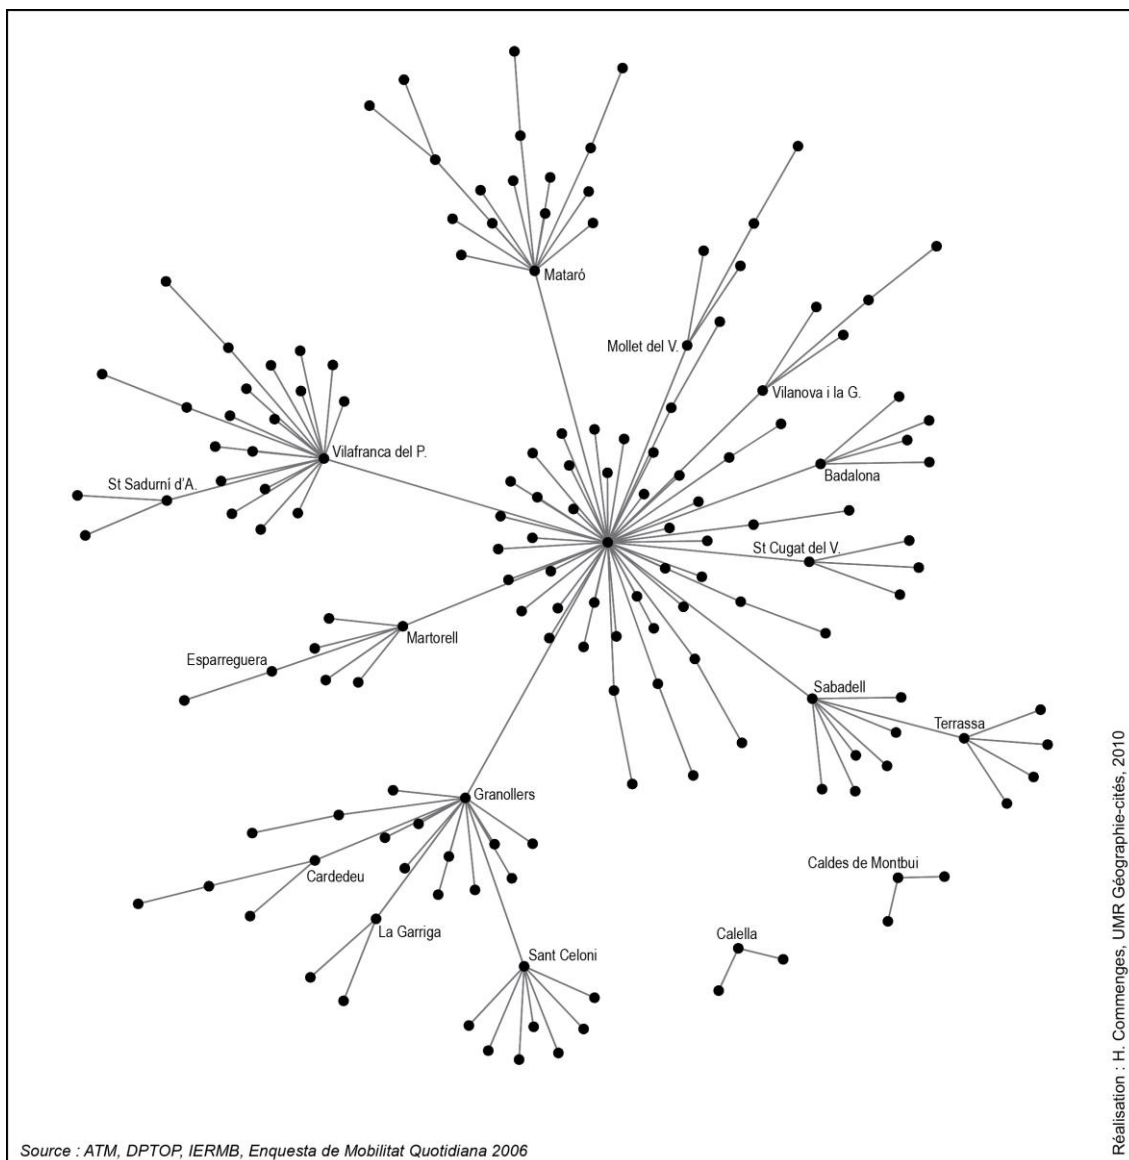 Mataró
Mollet del V.
Vilanova i la G.
Vilafranca del P.
Badalona
St Sadurní d'A.
St Cugat del V.
Martorell
Esparreguera
Sabadell
Terrassa
Granollers
Cardedeu
Caldes de Montbui
La Garriga
Calella
Sant Celoni
Réalisation : H. Commenges, UMR Géographie-cités, 2010
Source : ATM, DPTOP, IERMB, Enquesta de Mobilitat Quotidiana 2006